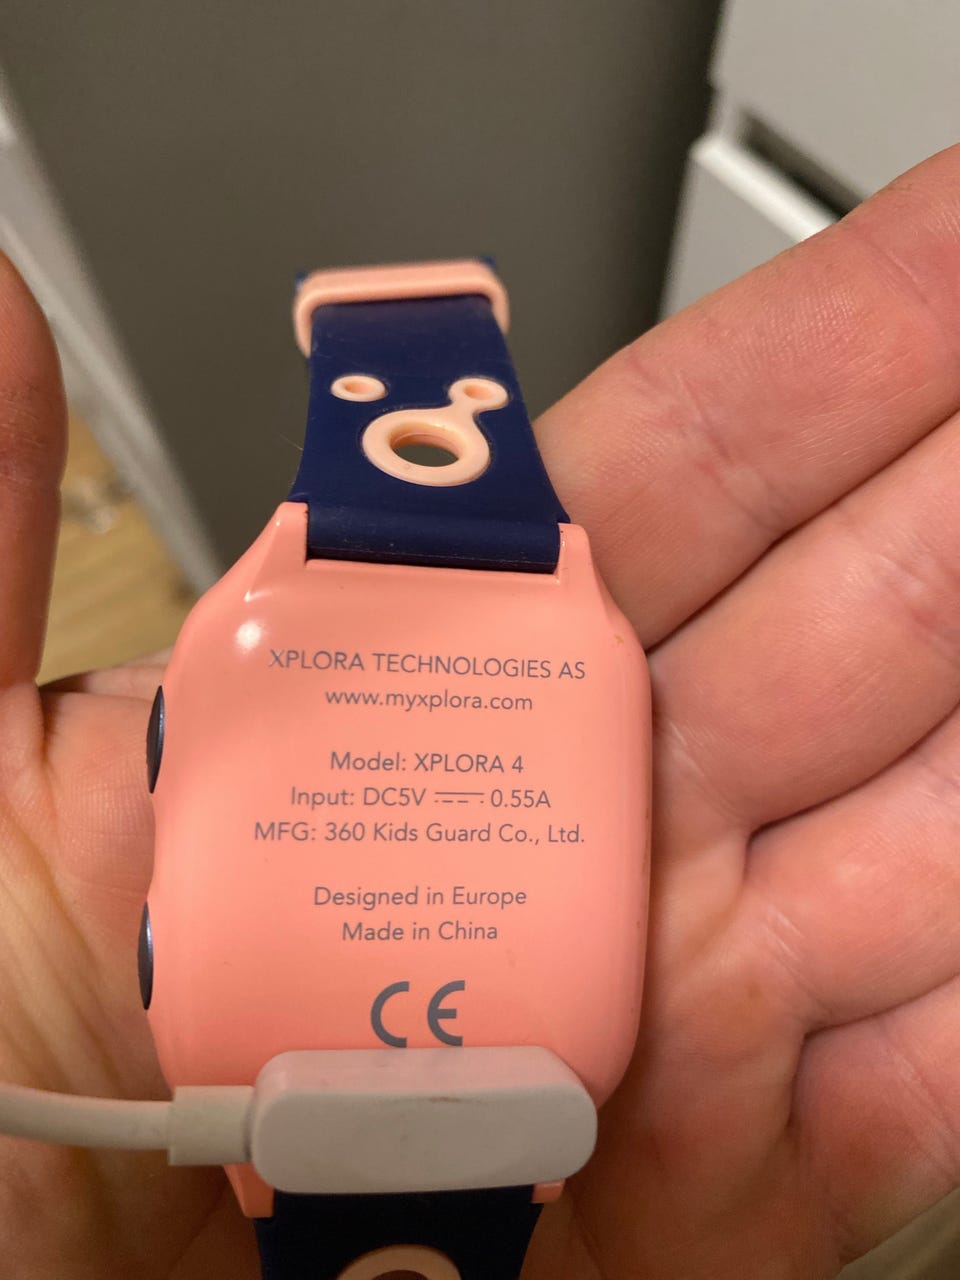 XPLORA TECHNOLOGIES AS
www.myxplora.com
Model: XPLORA 4
Input: DC5V ⎓ 0.55A
MFG: 360 Kids Guard Co., Ltd.
Designed in Europe
Made in China
CE